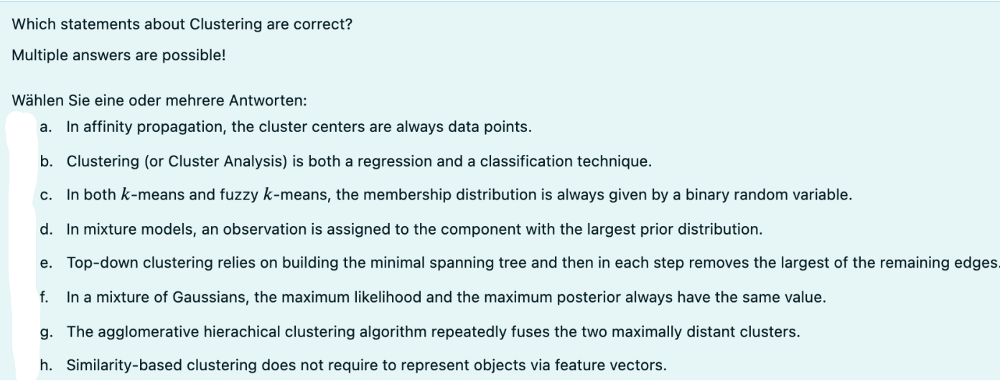 Which statements about Clustering are correct?
Multiple answers are possible!
Wählen Sie eine oder mehrere Antworten:
a. In affinity propagation, the cluster centers are always data points.
b. Clustering (or Cluster Analysis) is both a regression and a classification technique.
c. In both k-means and fuzzy k-means, the membership distribution is always given by a binary random variable.
d. In mixture models, an observation is assigned to the component with the largest prior distribution.
e. Top-down clustering relies on building the minimal spanning tree and then in each step removes the largest of the remaining edges.
f. In a mixture of Gaussians, the maximum likelihood and the maximum posterior always have the same value.
g. The agglomerative hierachical clustering algorithm repeatedly fuses the two maximally distant clusters.
h. Similarity-based clustering does not require to represent objects via feature vectors.